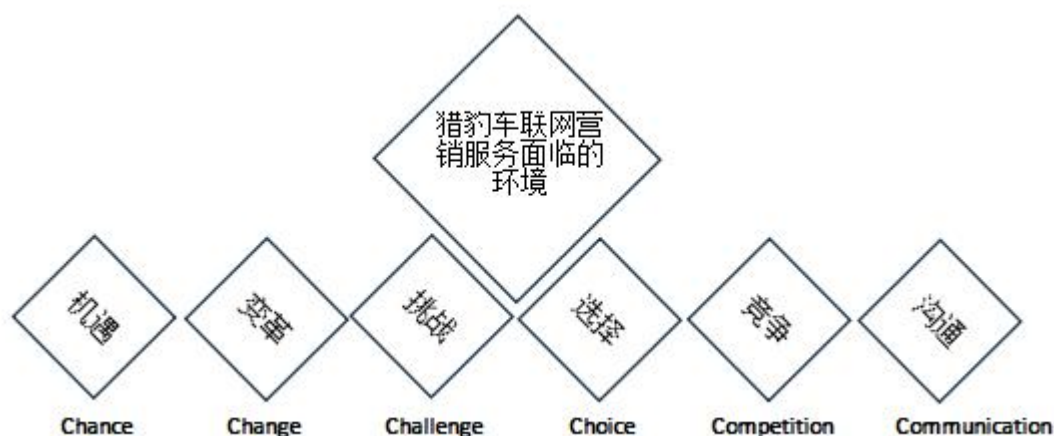 猎豹车联网营
销服务面临的
环境
机遇
变革
挑战
选择
竞争
沟通
Chance
Change
Challenge
Choice
Competition
Communication